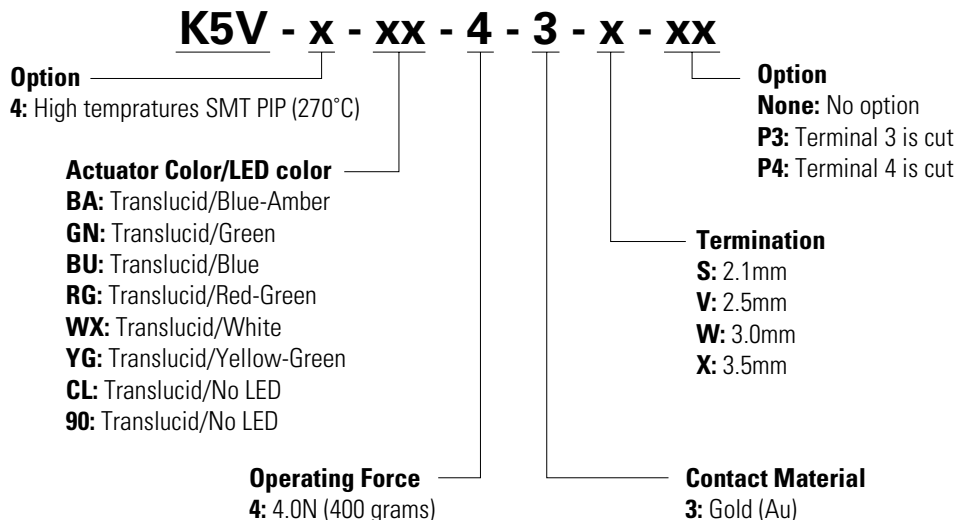 K5V - x - xx - 4 - 3 - x - xx
Option
4: High tempratures SMT PIP (270˚C)
Actuator Color/LED color
BA: Translucid/Blue-Amber
GN: Translucid/Green
BU: Translucid/Blue
RG: Translucid/Red-Green
WX: Translucid/White
YG: Translucid/Yellow-Green
CL: Translucid/No LED
90: Translucid/No LED
Operating Force
4: 4.0N (400 grams)
Option
None: No option
P3: Terminal 3 is cut
P4: Terminal 4 is cut
Termination
S: 2.1mm
V: 2.5mm
W: 3.0mm
X: 3.5mm
Contact Material
3: Gold (Au)